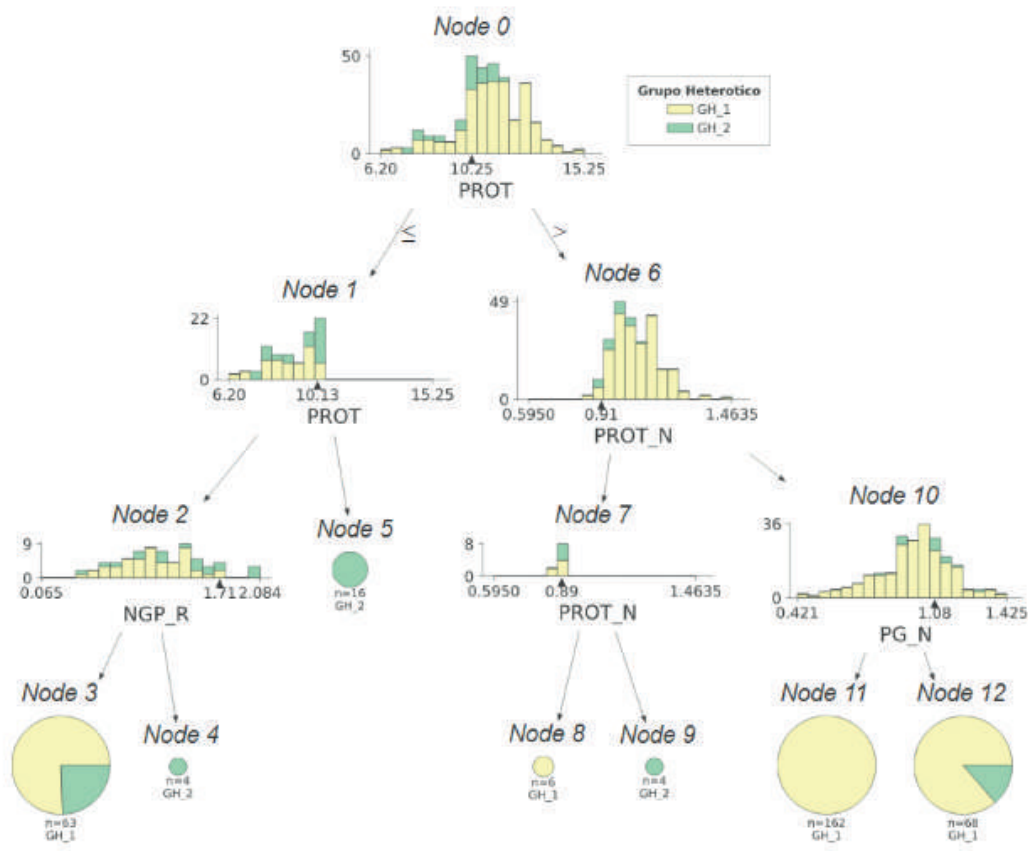 Node 0
50
0
6.20
10.25
15.25
PROT
Grupo Heterotico
GH_1
GH_2
≤
>
Node 1
22
0
6.20
10.13
15.25
PROT
Node 6
49
0
0.5950
0.91
1.4635
PROT_N
Node 2
9
0
0.065
1.71
2.084
NGP_R
Node 5
n=16
GH_2
Node 7
8
0
0.5950
0.89
1.4635
PROT_N
Node 10
36
0
0.421
1.08
1.425
PG_N
Node 3
n=63
GH_1
Node 4
n=4
GH_2
Node 8
n=6
GH_1
Node 9
n=4
GH_2
Node 11
n=162
GH_1
Node 12
n=68
GH_1